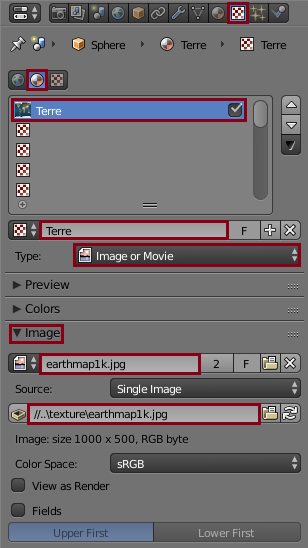 Sphere Terre Terre
Terre
Terre F
Type: Image or Movie
Preview
Colors
Image
earthmap1k.jpg 2 F
Source: Single Image
//..\texture\earthmap1k.jpg
Image: size 1000 x 500, RGB byte
Color Space: sRGB
View as Render
Fields
Upper First Lower First